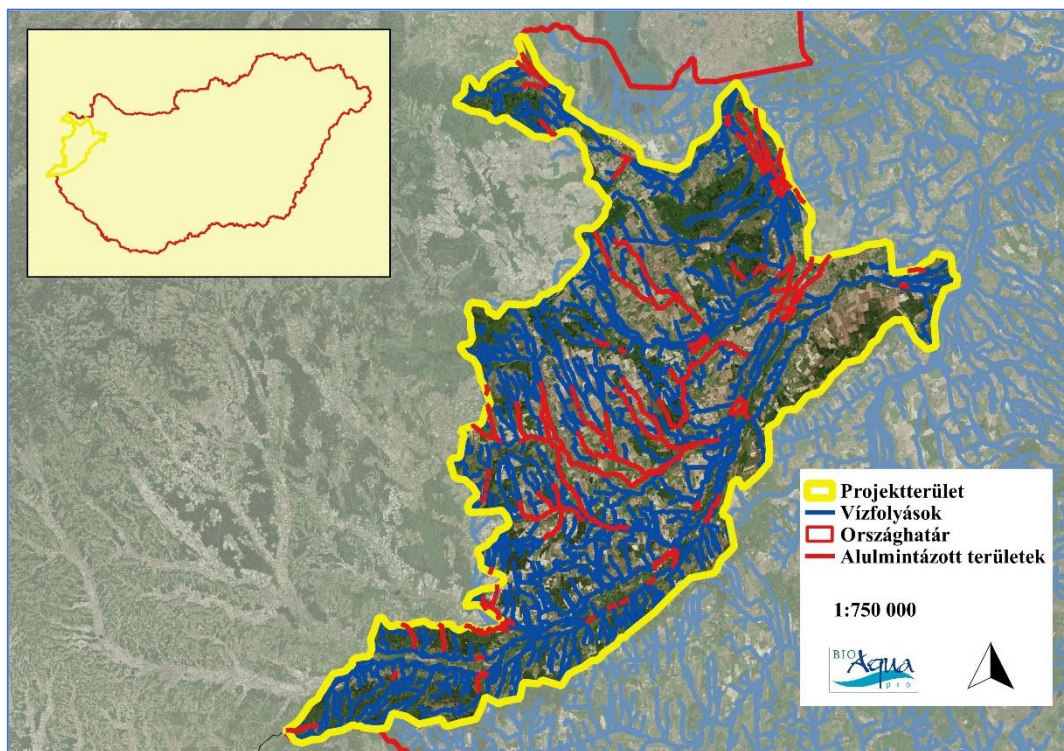 Projektterület
Vízfolyások
Országhatár
Alulmintázott területek
1:750 000
BIO
Aqua
pro